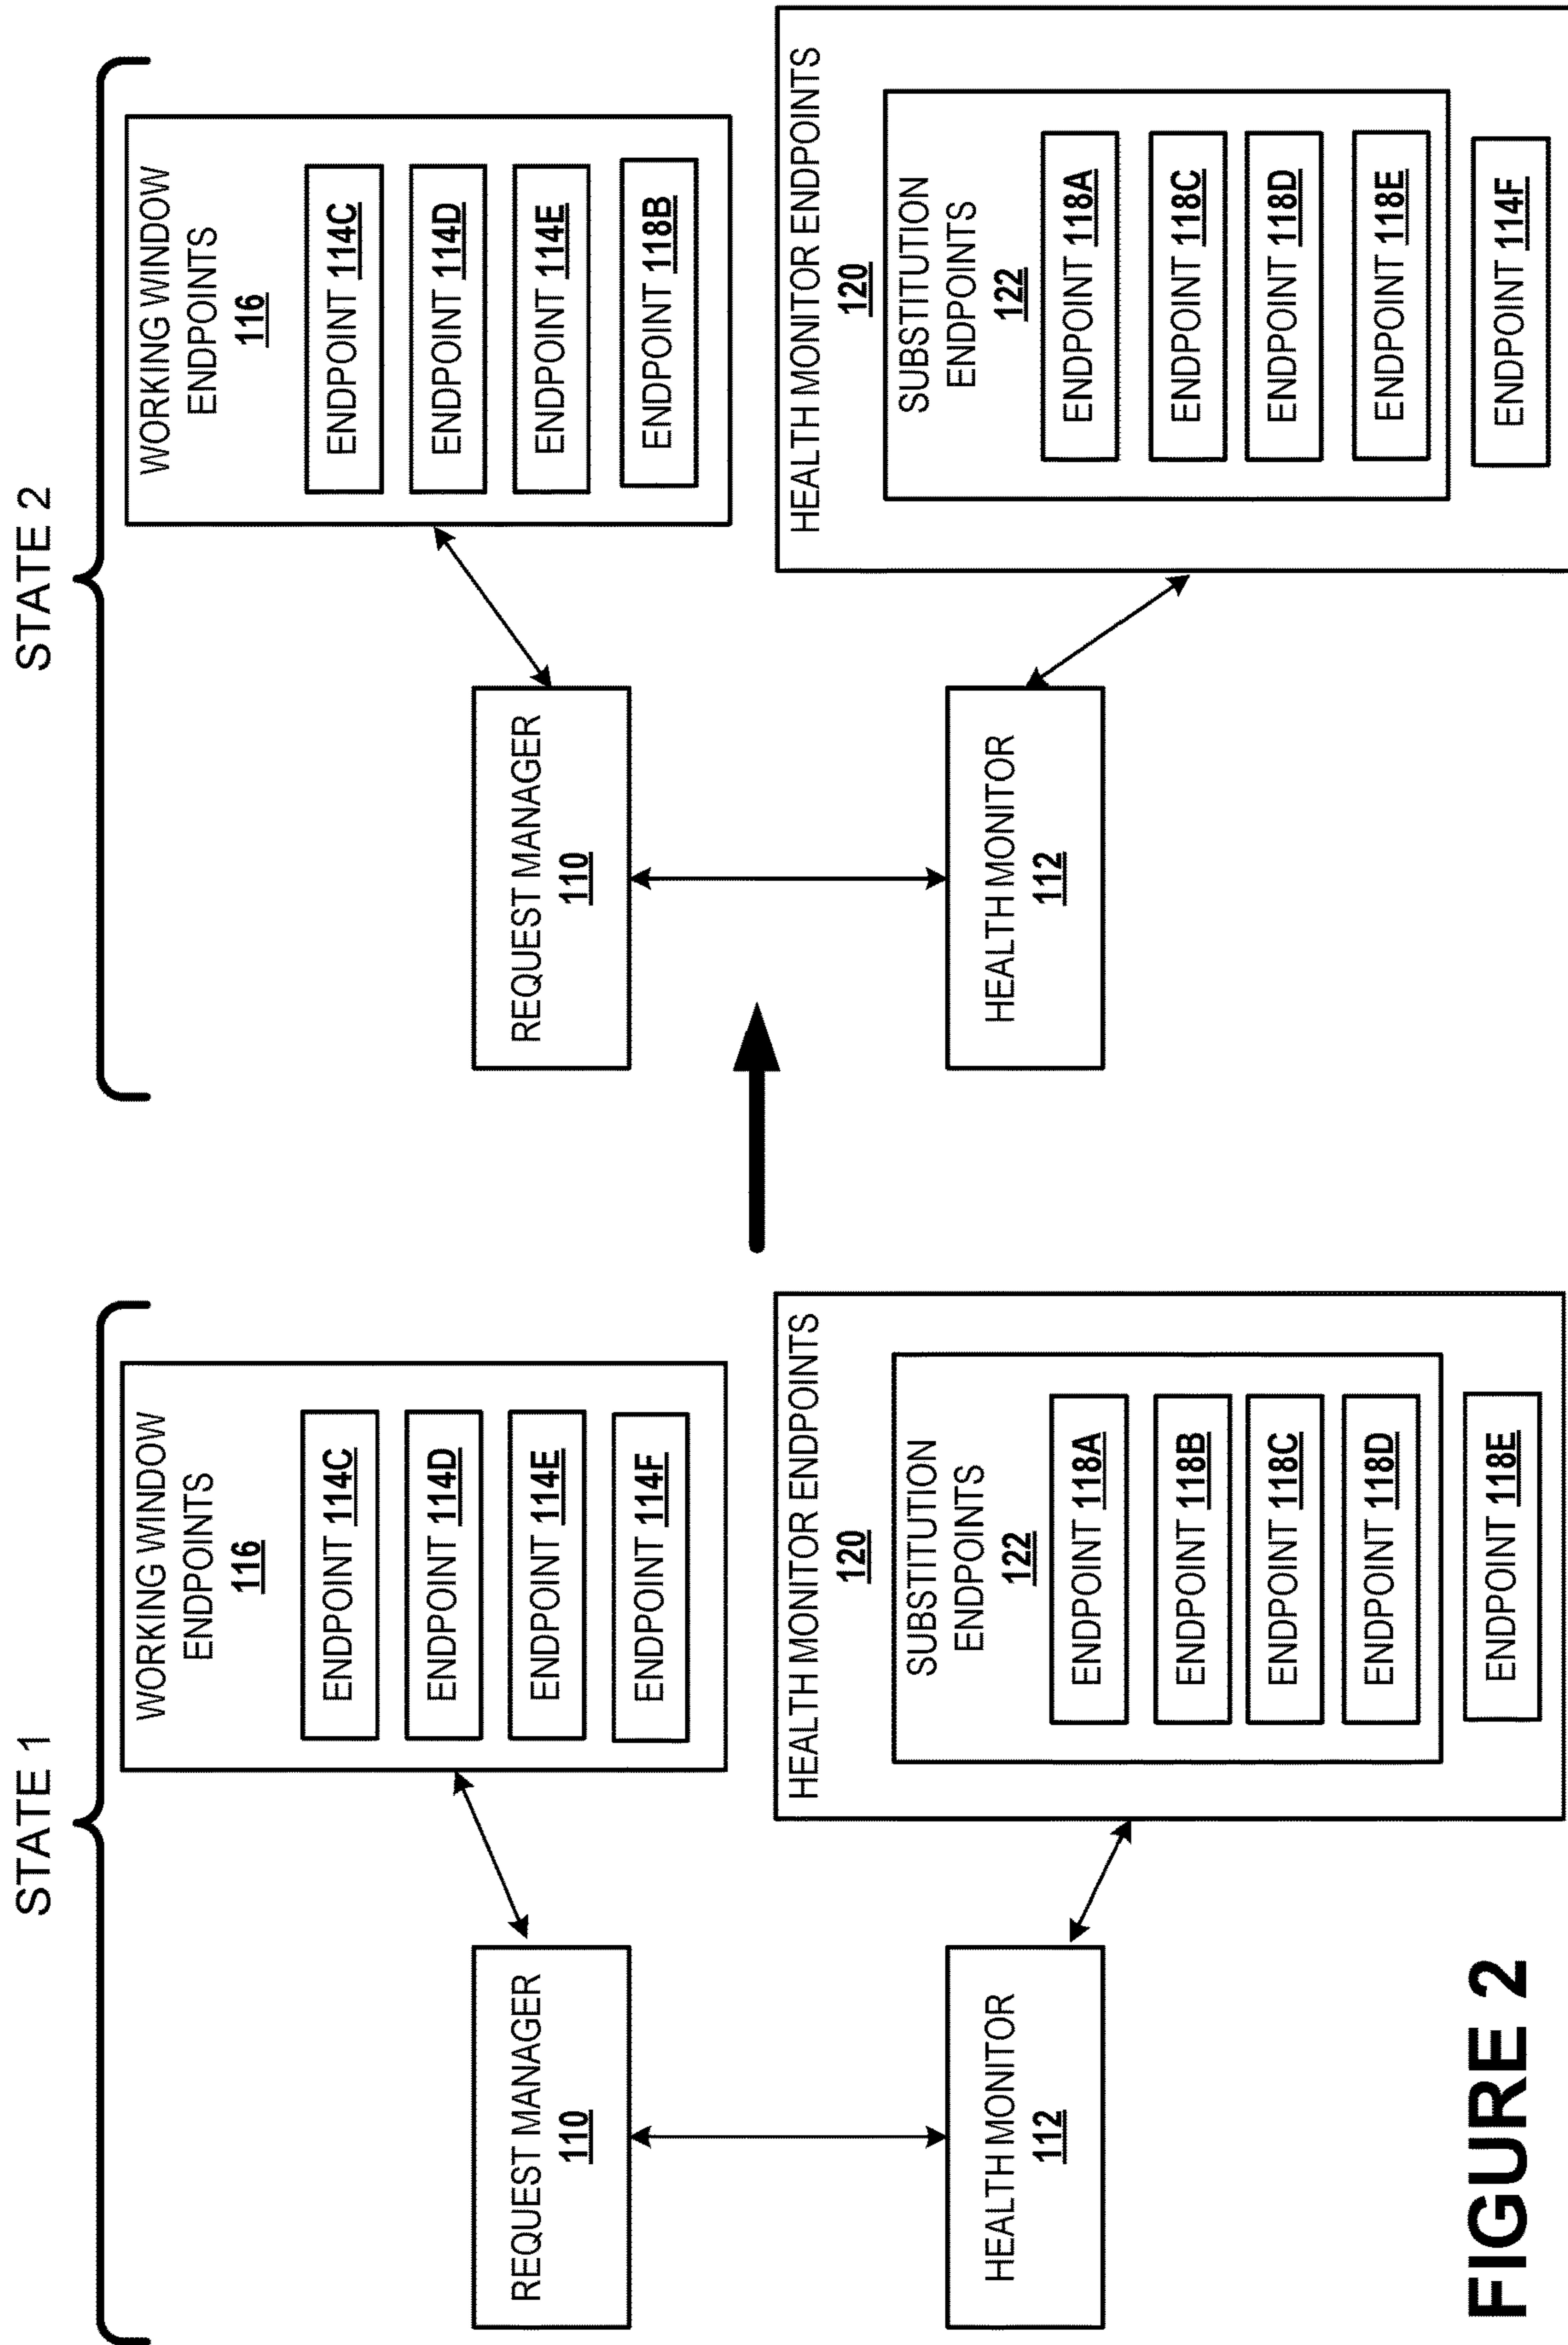 STATE 1
WORKING WINDOW
ENDPOINTS
116
ENDPOINT 114C
ENDPOINT 114D
ENDPOINT 114E
ENDPOINT 114F
REQUEST MANAGER
110
HEALTH MONITOR
112
HEALTH MONITOR ENDPOINTS
120
SUBSTITUTION
ENDPOINTS
122
ENDPOINT 118A
ENDPOINT 118B
ENDPOINT 118C
ENDPOINT 118D
ENDPOINT 118E
STATE 2
WORKING WINDOW
ENDPOINTS
116
ENDPOINT 114C
ENDPOINT 114D
ENDPOINT 114E
ENDPOINT 118B
REQUEST MANAGER
110
HEALTH MONITOR
112
HEALTH MONITOR ENDPOINTS
120
SUBSTITUTION
ENDPOINTS
122
ENDPOINT 118A
ENDPOINT 118C
ENDPOINT 118D
ENDPOINT 118E
ENDPOINT 114F
FIGURE 2